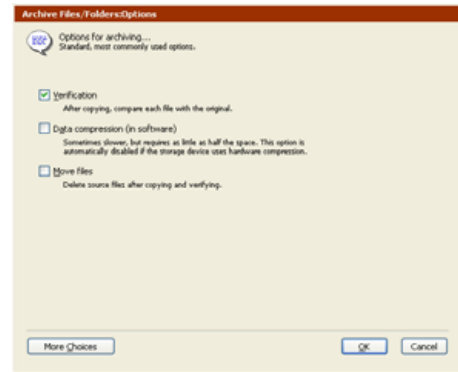 Archive Files/Folders:Options
Options for archiving...
Standard, most commonly used options.
Verification
After copying, compare each file with the original.
Data compression (in software)
Sometimes slower, but requires as little as half the space. This option is
automatically disabled if the storage device uses hardware compression.
Move files
Delete source files after copying and verifying.
More Choices
OK
Cancel